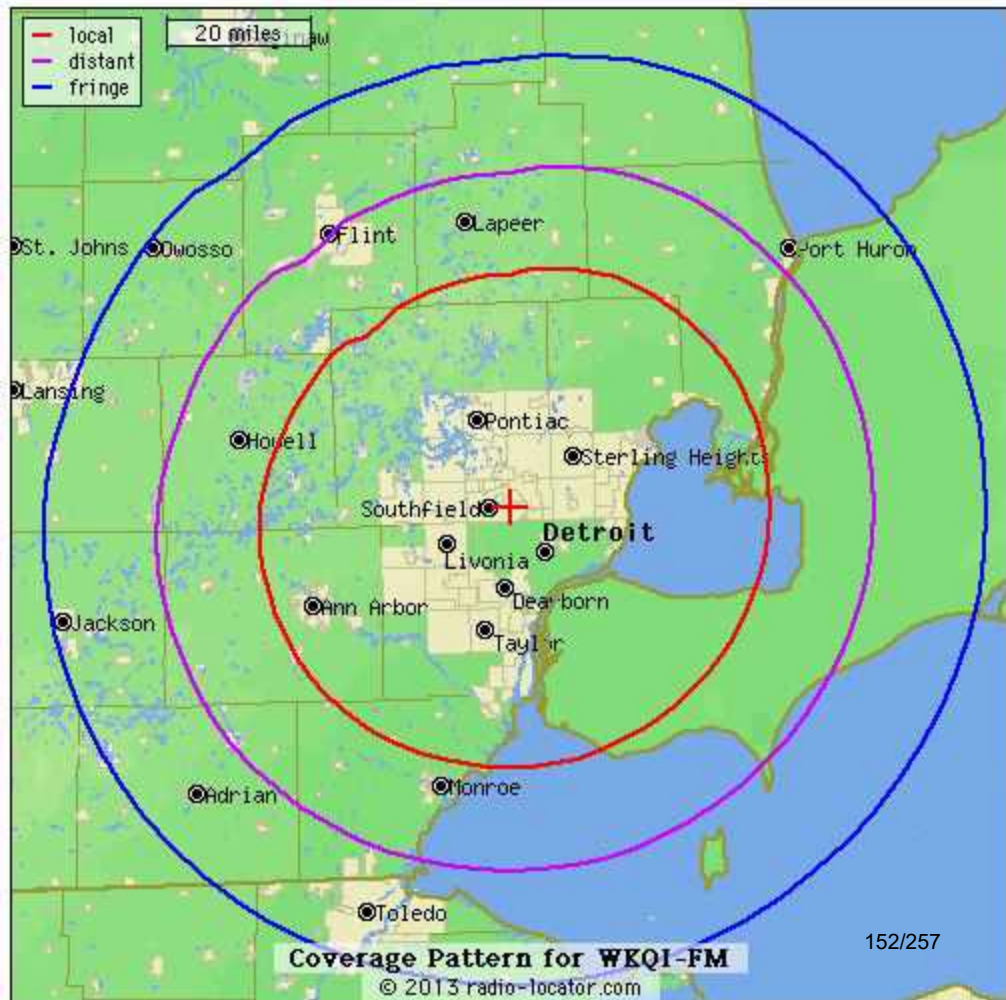 local
distant
fringe
20 miles
Lapeer
Flint
St. Johns
Owosso
Port Huron
Lansing
Pontiac
Howell
Sterling Heights
Southfield
Detroit
Livonia
Dearborn
Ann Arbor
Jackson
Taylor
Monroe
Adrian
Toledo
152/257
Coverage Pattern for WKQI-FM
© 2013 radio-locator.com